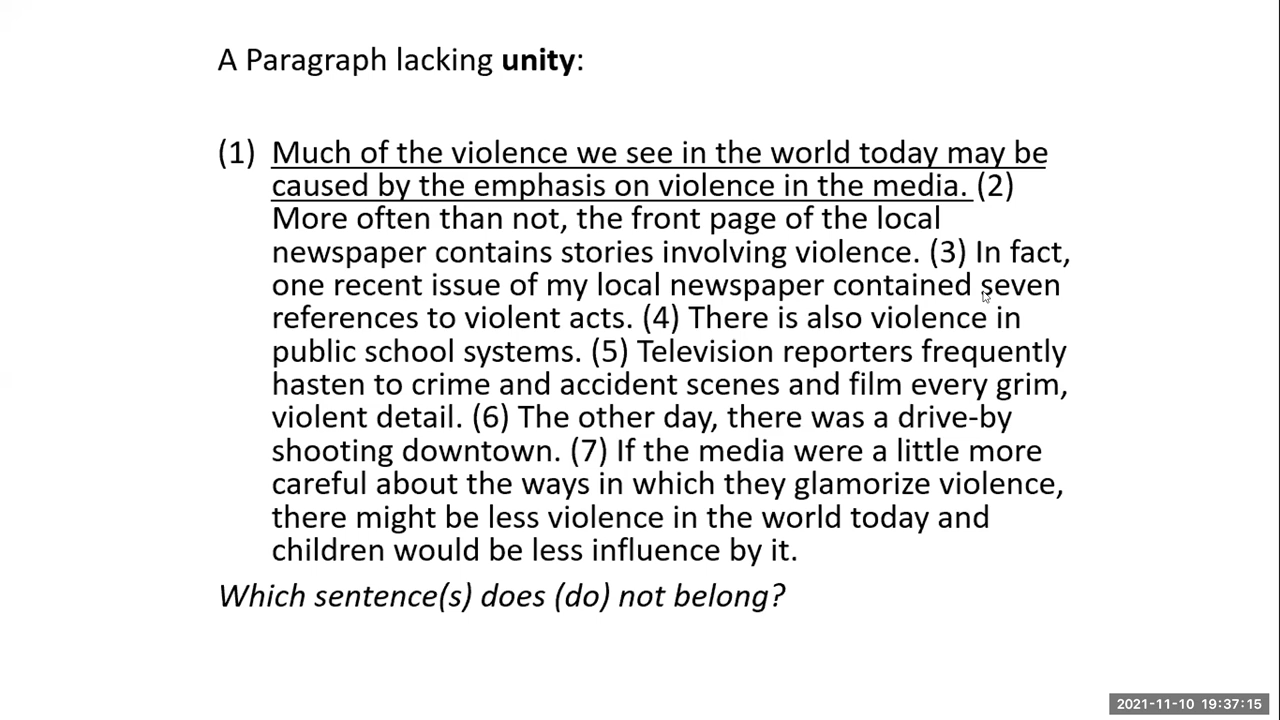 A Paragraph lacking unity:
(1) Much of the violence we see in the world today may be
caused by the emphasis on violence in the media. (2)
More often than not, the front page of the local
newspaper contains stories involving violence. (3) In fact,
one recent issue of my local newspaper contained seven
references to violent acts. (4) There is also violence in
public school systems. (5) Television reporters frequently
hasten to crime and accident scenes and film every grim,
violent detail. (6) The other day, there was a drive-by
shooting downtown. (7) If the media were a little more
careful about the ways in which they glamorize violence,
there might be less violence in the world today and
children would be less influence by it.
Which sentence(s) does (do) not belong?
2021-11-10 19:37:15